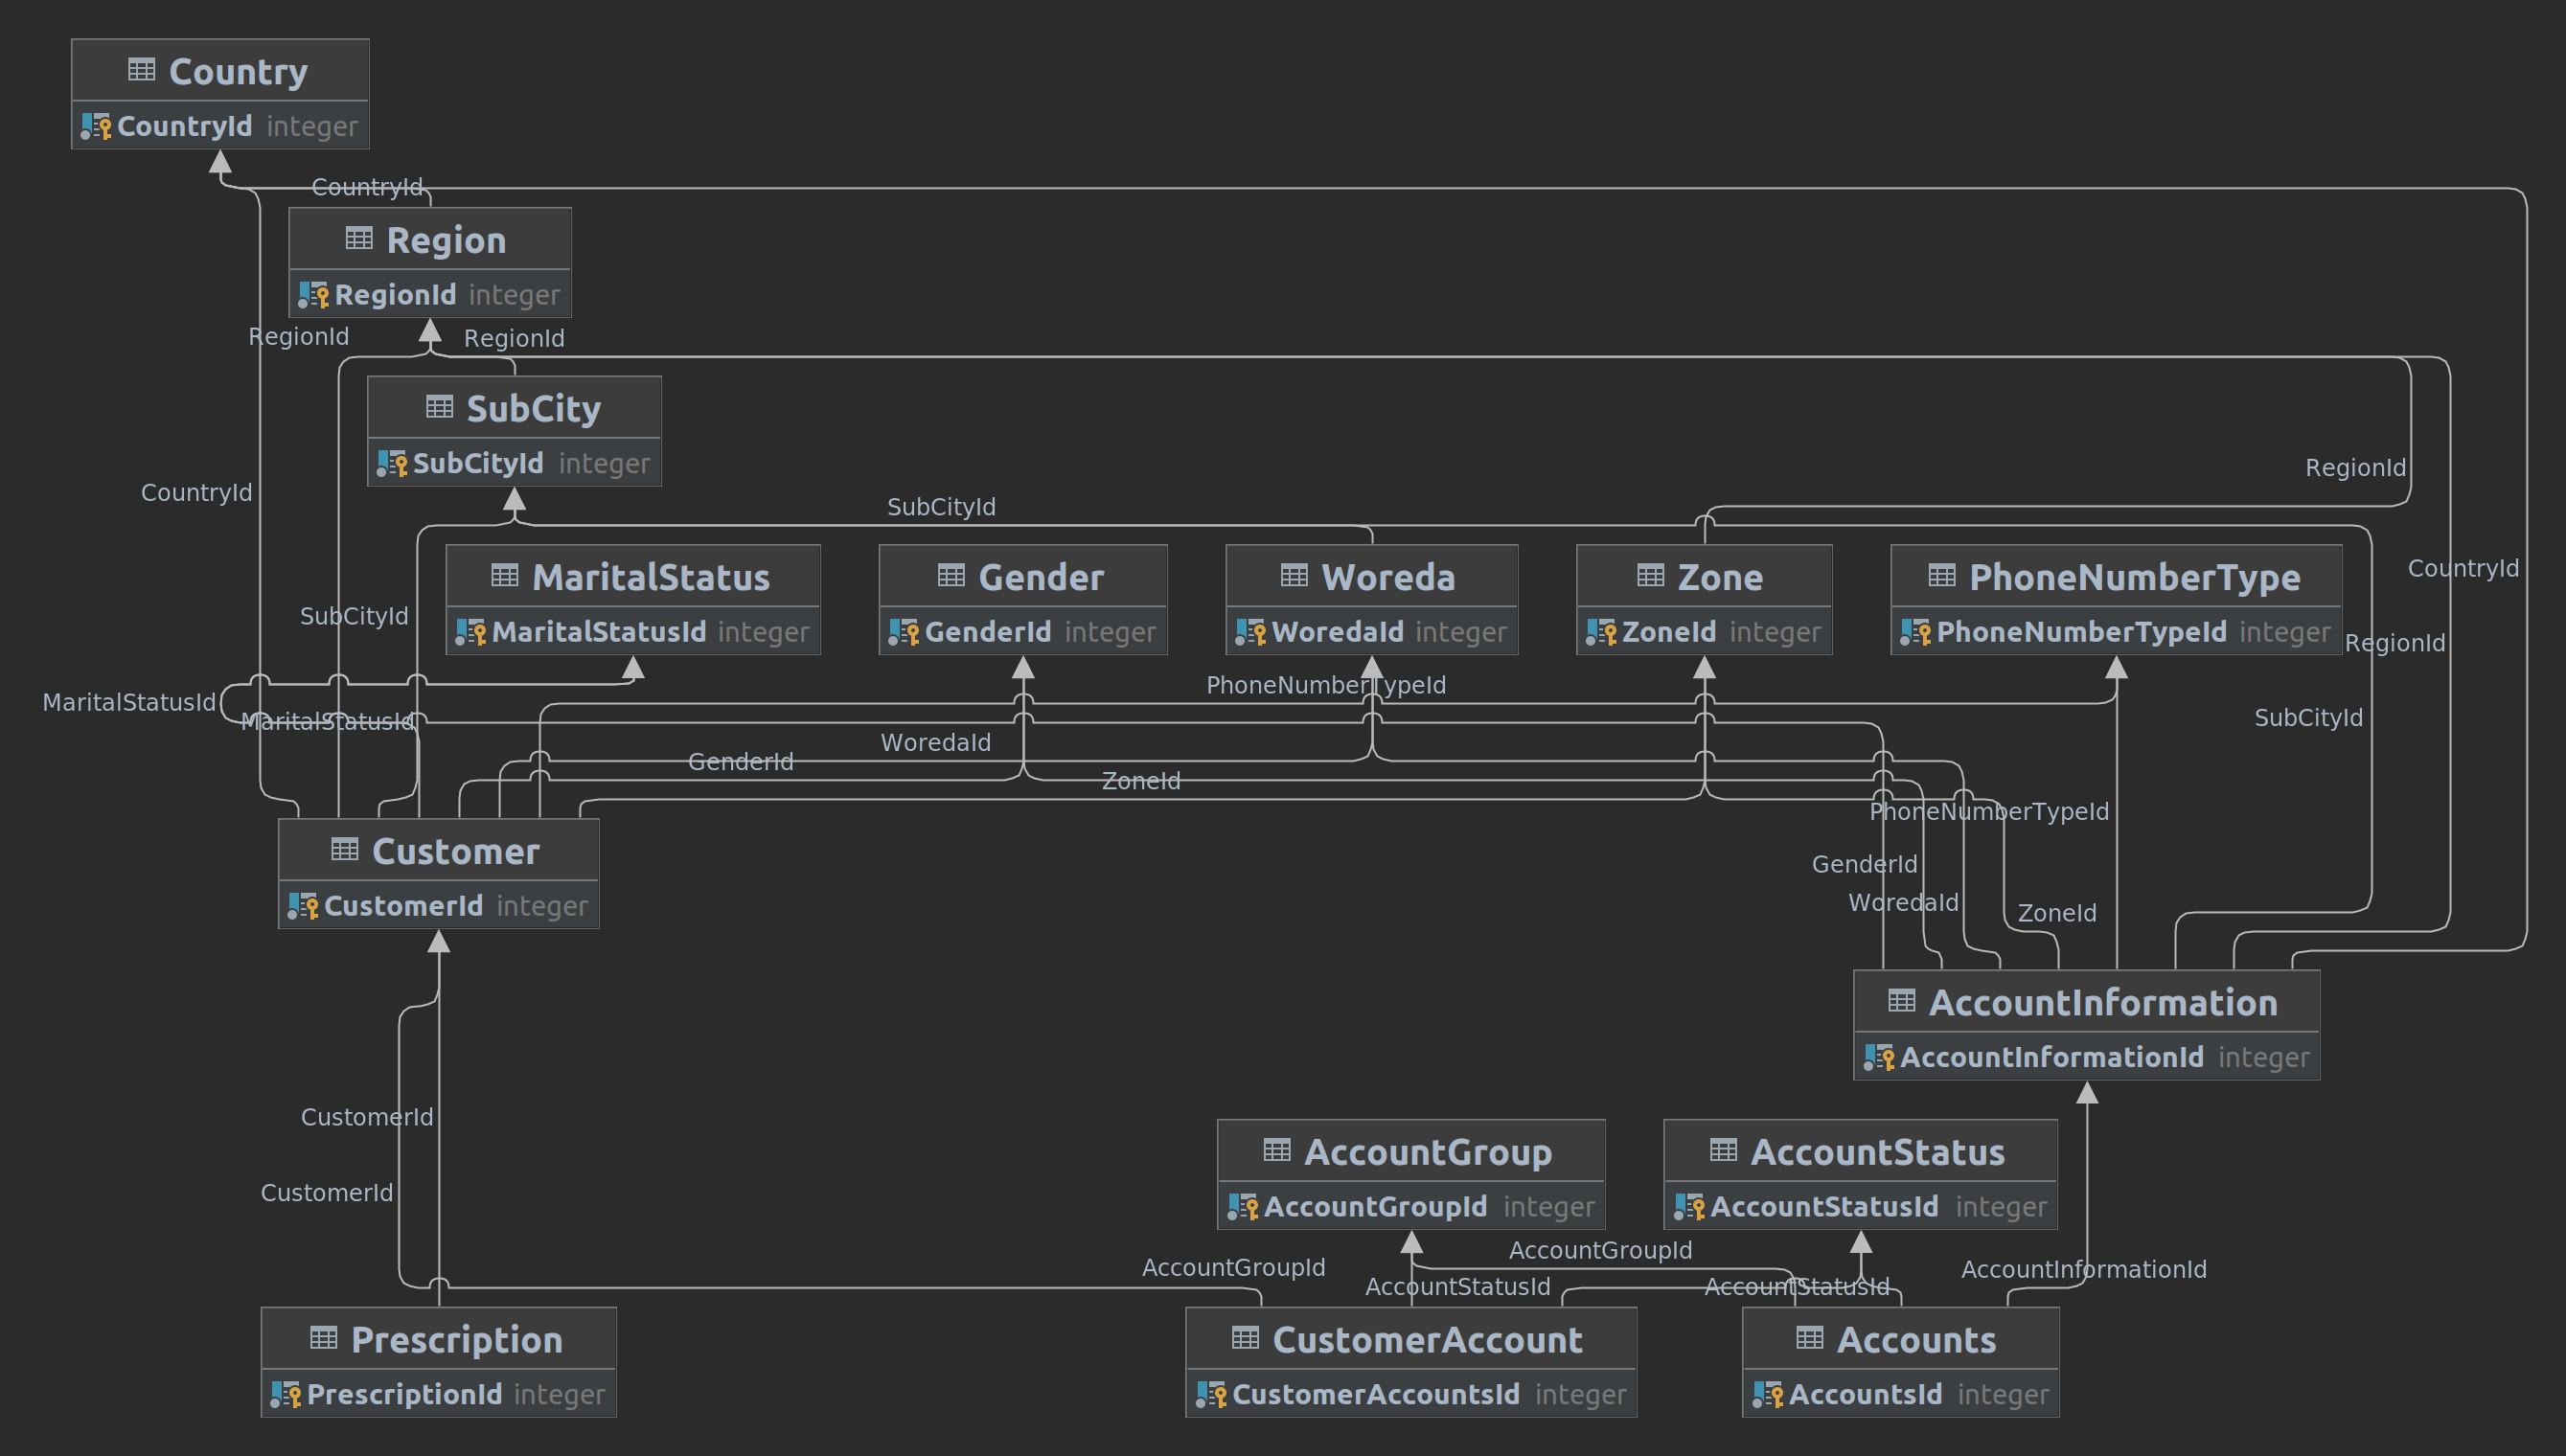 Country
CountryId integer
CountryId
Region
RegionId integer
RegionId
RegionId
SubCity
SubCityId integer
RegionId
CountryId
SubCityId
MaritalStatus
MaritalStatusId integer
Gender
GenderId integer
Woreda
WoredaId integer
Zone
ZoneId integer
PhoneNumberType
PhoneNumberTypeId integer
CountryId
SubCityId
RegionId
PhoneNumberTypeId
MaritalStatusId
MaritalStatusId
SubCityId
WoredaId
GenderId
ZoneId
PhoneNumberTypeId
Customer
CustomerId integer
GenderId
WoredaId
ZoneId
AccountInformation
AccountInformationId integer
CustomerId
CustomerId
AccountGroup
AccountGroupId integer
AccountStatus
AccountStatusId integer
AccountGroupId
AccountGroupId
AccountInformationId
AccountStatusId
AccountStatusId
Prescription
PrescriptionId integer
CustomerAccount
CustomerAccountsId integer
Accounts
AccountsId integer